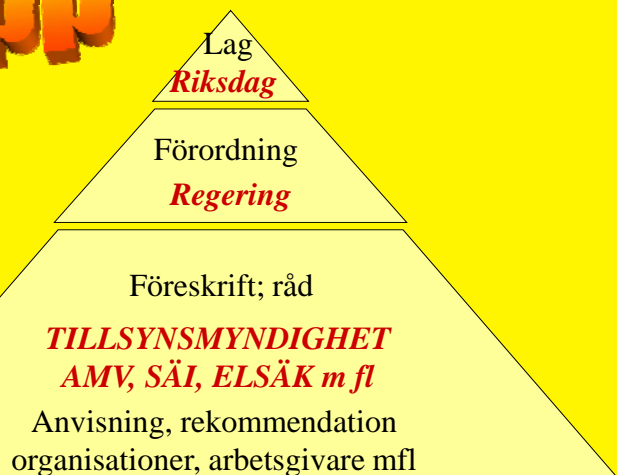 Lag
Riksdag
Förordning
Regering
Föreskrift; råd
TILLSYNSMYNDIGHET
AMV, SÄI, ELSÄK m fl
Anvisning, rekommendation
organisationer, arbetsgivare mfl